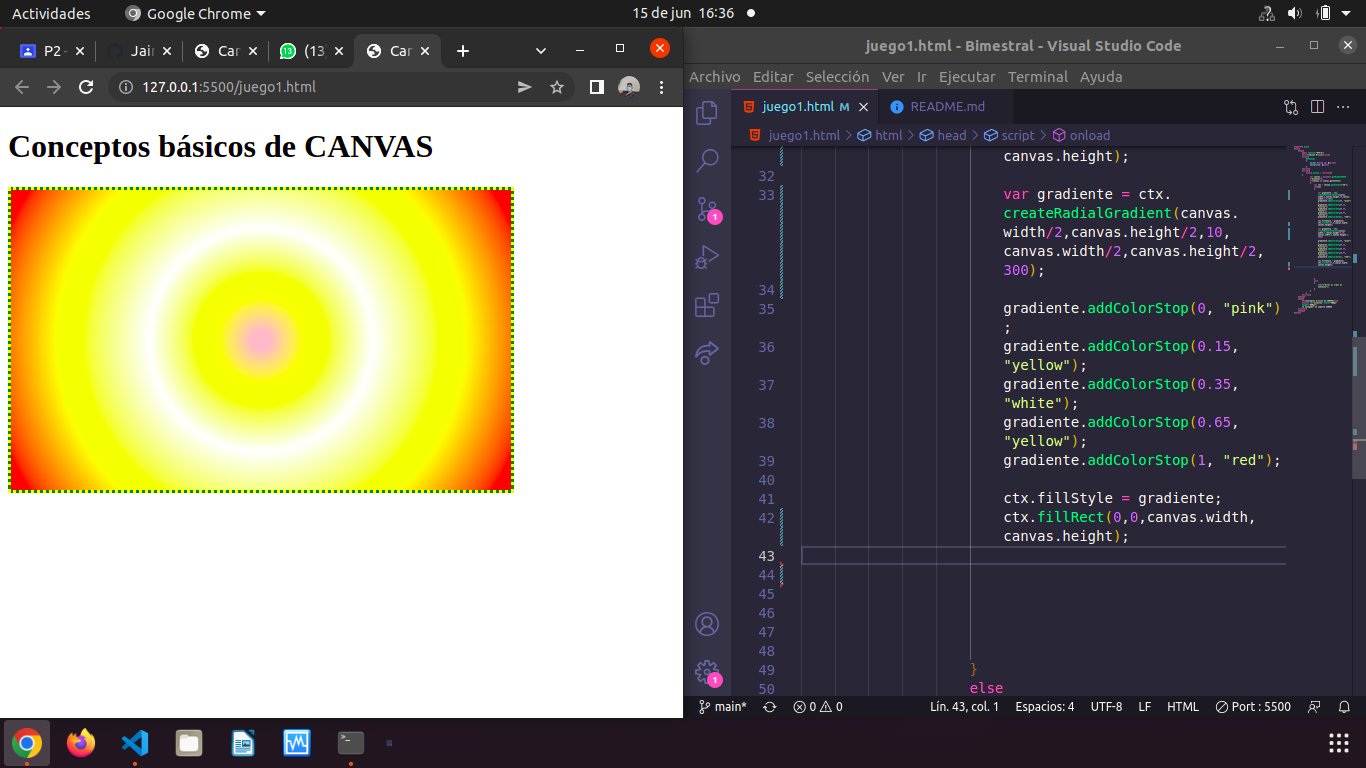 Actividades
Google Chrome
15 de jun 16:36
P2 -
Jair
Car
13
(13
Car
127.0.0.1:5500/juego1.html
Conceptos básicos de CANVAS
juego1.html - Bimestral - Visual Studio Code
Archivo Editar Selección Ver Ir Ejecutar Terminal Ayuda
juego1.html M
README.md
juego1.html > html > head > script > onload
canvas.height);
32
33 var gradiente = ctx.
createRadialGradient(canvas.
width/2,canvas.height/2,10,
canvas.width/2,canvas.height/2,
300);
34
35 gradiente.addColorStop(0, "pink")
;
36 gradiente.addColorStop(0.15,
"yellow");
37 gradiente.addColorStop(0.35,
"white");
38 gradiente.addColorStop(0.65,
"yellow");
39 gradiente.addColorStop(1, "red");
40
41 ctx.fillStyle = gradiente;
42 ctx.fillRect(0,0,canvas.width,
canvas.height);
43
44
45
46
47
48
49 }
50 else
1
1
main*
0 0
Lín. 43, col. 1
Espacios: 4
UTF-8
LF
HTML
Port : 5500